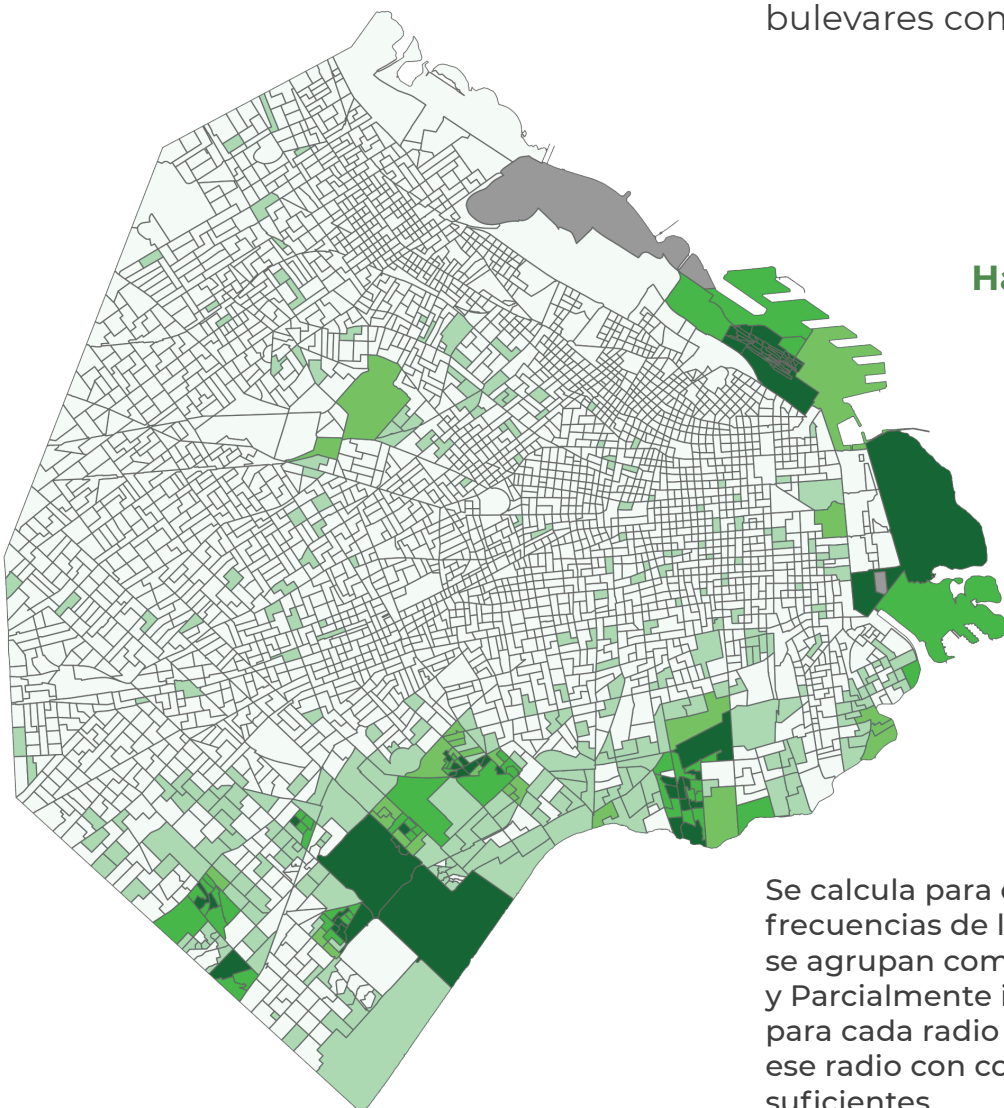 bulevares con
Ha
Se calcula para
frecuencias de
se agrupan com
y Parcialmente
para cada radio
ese radio con co
suficientes